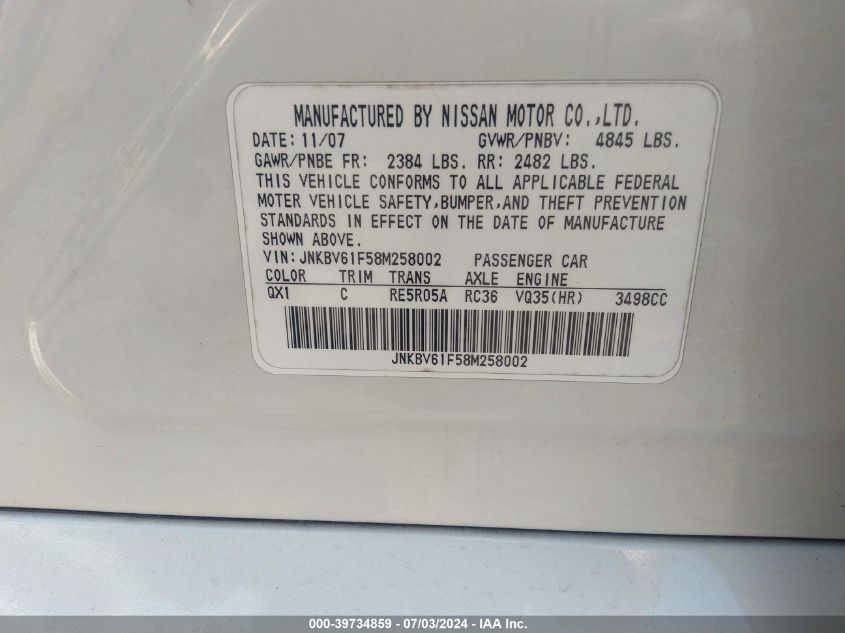 MANUFACTURED BY NISSAN MOTOR CO.,LTD.
DATE: 11/07 GVWR/PNBV: 4845 LBS.
GAWR/PNBE FR: 2384 LBS. RR: 2482 LBS.
THIS VEHICLE CONFORMS TO ALL APPLICABLE FEDERAL
MOTER VEHICLE SAFETY,BUMPER,AND THEFT PREVENTION
STANDARDS IN EFFECT ON THE DATE OF MANUFACTURE
SHOWN ABOVE.
VIN:JNKBV61F58M258002 PASSENGER CAR
COLOR TRIM TRANS AXLE ENGINE
QX1 C RE5R05A RC36 VQ35(HR) 3498CC
JNKBV61F58M258002
000-39734859 - 07/03/2024 - IAA Inc.